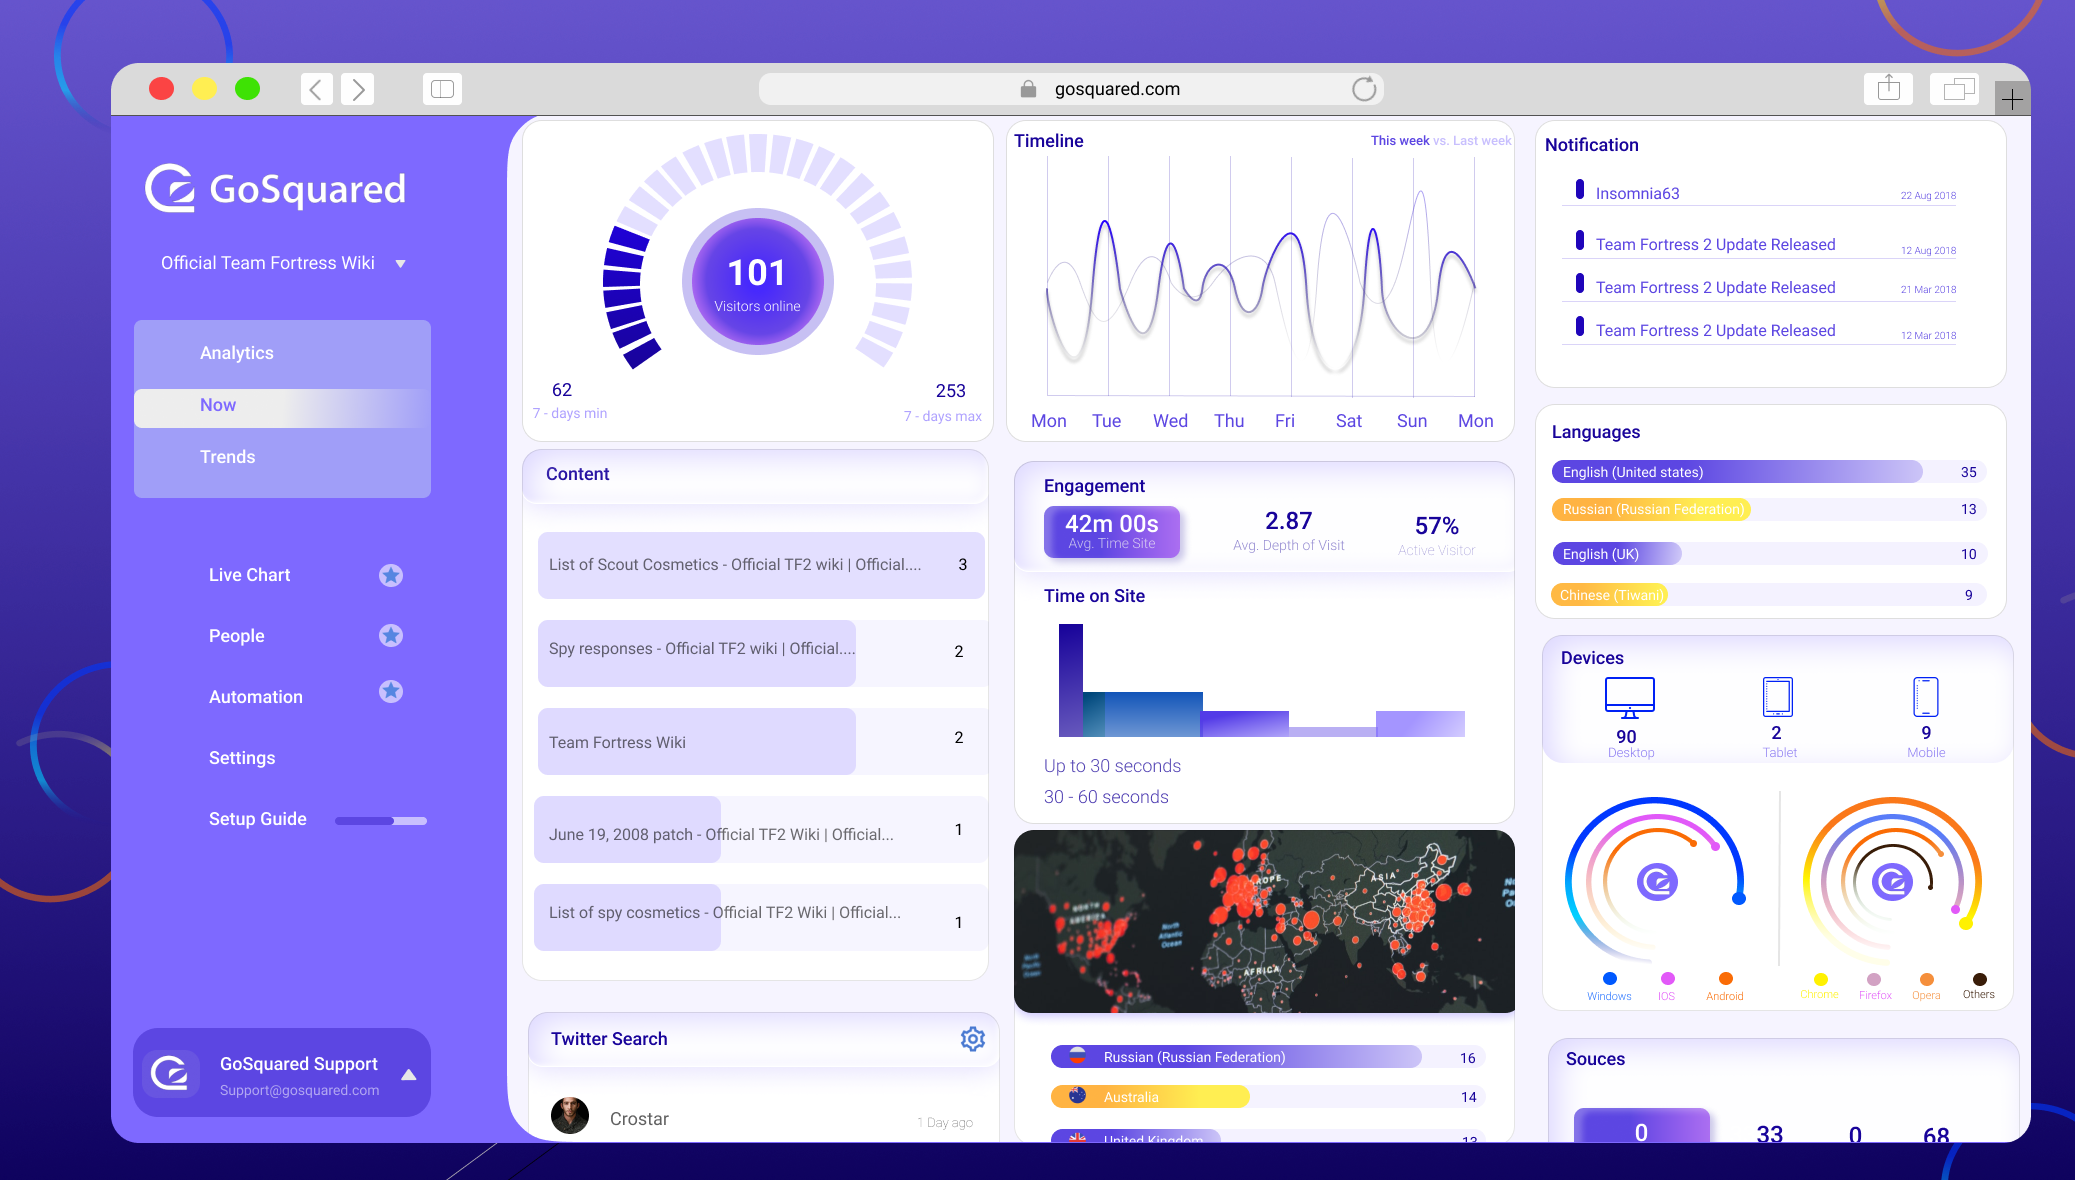 gosquared.com
GoSquared
Official Team Fortress Wiki
Analytics
Now
Trends
Live Chart
People
Automation
Settings
Setup Guide
GoSquared Support
Support@gosquared.com
101
Visitors online
62
7 - days min
253
7 - days max
Content
List of Scout Cosmetics - Official TF2 wiki | Official.... 3
Spy responses - Official TF2 wiki | Official.... 2
Team Fortress Wiki 2
June 19, 2008 patch - Official TF2 Wiki | Official... 1
List of spy cosmetics - Official TF2 Wiki | Official... 1
Twitter Search
Crostar 1 Day ago
Timeline This week vs. Last week
Mon Tue Wed Thu Fri Sat Sun Mon
Engagement
42m 00s 2.87 57%
Avg. Time Site Avg. Depth of Visit Active Visitor
Time on Site
Up to 30 seconds
30 - 60 seconds
ASIA
NORTH
AMERICA
North
Atlantic
Ocean
AFRICA
Russian (Russian Federation) 16
Australia 14
United Kingdom 13
Notification
Insomnia63 22 Aug 2018
Team Fortress 2 Update Released 12 Aug 2018
Team Fortress 2 Update Released 21 Mar 2018
Team Fortress 2 Update Released 12 Mar 2018
Languages
English (United states) 35
Russian (Russian Federation) 13
English (UK) 10
Chinese (Tiwani) 9
Devices
90 2 9
Desktop Tablet Mobile
Windows IOS Android
Chrome Firefox Opera Others
Souces
0 33 0 68